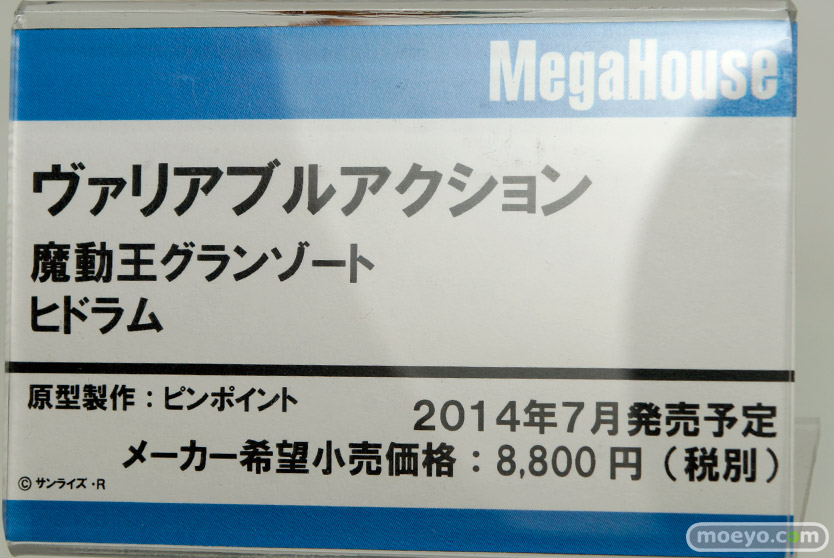 MegaHouse
ヴァリアブルアクション
魔動王グランゾート
ヒドラム
原型製作：ピンポイント
2014年7月発売予定
メーカー希望小売価格：8,800円（税別）
©サンライズ・R
moeyo.com